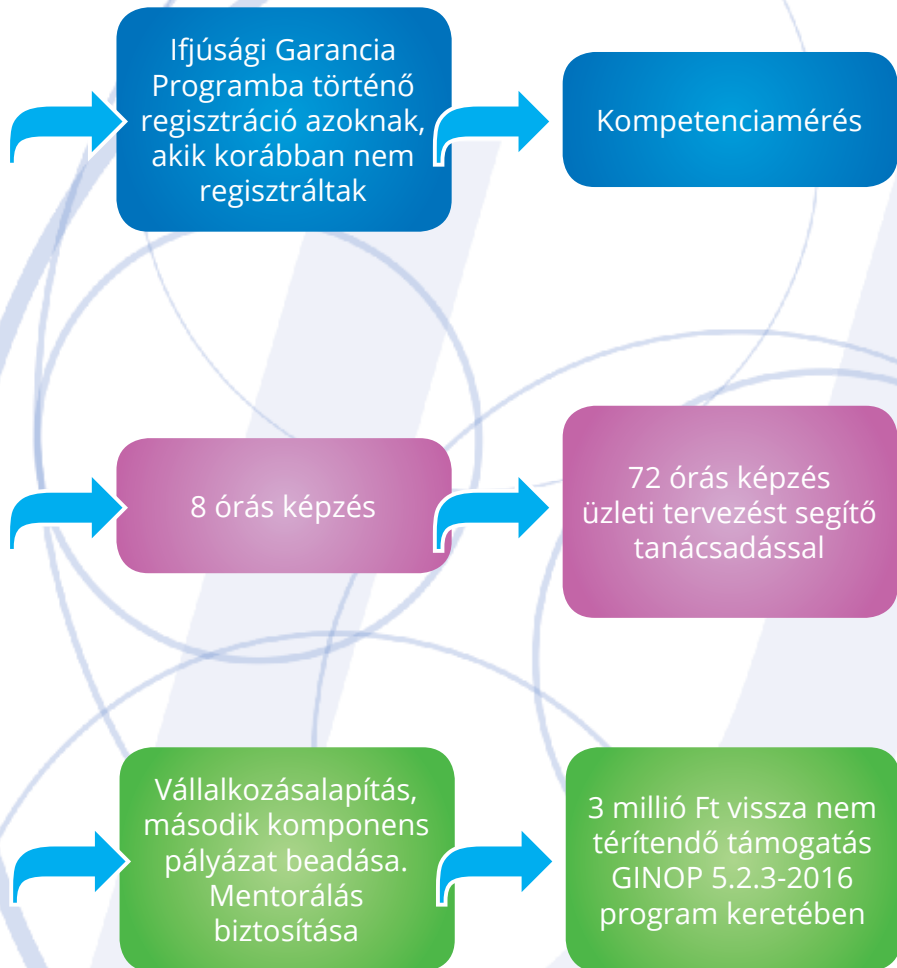 Ifjúsági Garancia
Programba történő
regisztráció azoknak,
akik korábban nem
regisztráltak
Kompetenciamérés
8 órás képzés
72 órás képzés
üzleti tervezést segítő
tanácsadással
Vállalkozásalapítás,
második komponens
pályázat beadása.
Mentorálás
biztosítása
3 millió Ft vissza nem
térítendő támogatás
GINOP 5.2.3-2016
program keretében